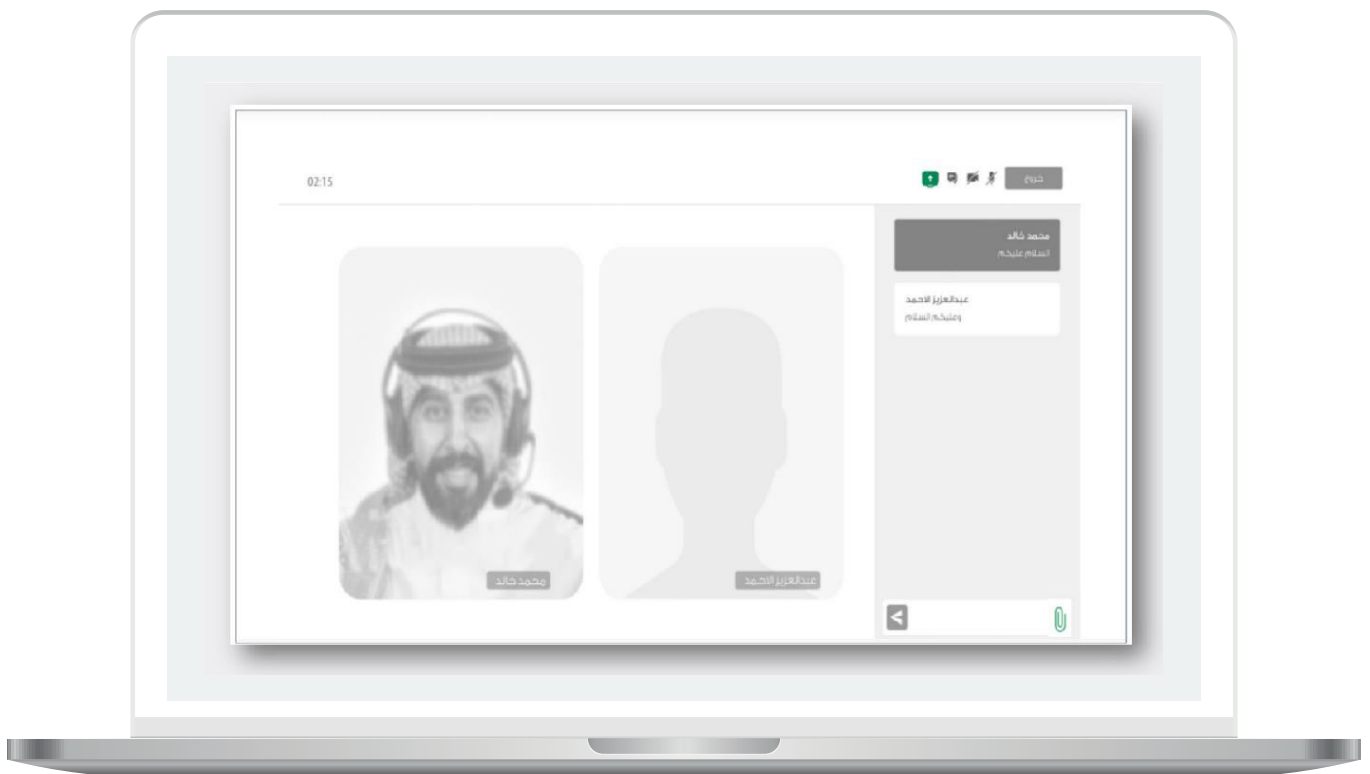 02:15
خروج
محمد خالد
السلام عليكم
عبدالعزيز الاحمد
وعليكم السلام
محمد خالد
عبدالعزيز الاحمد